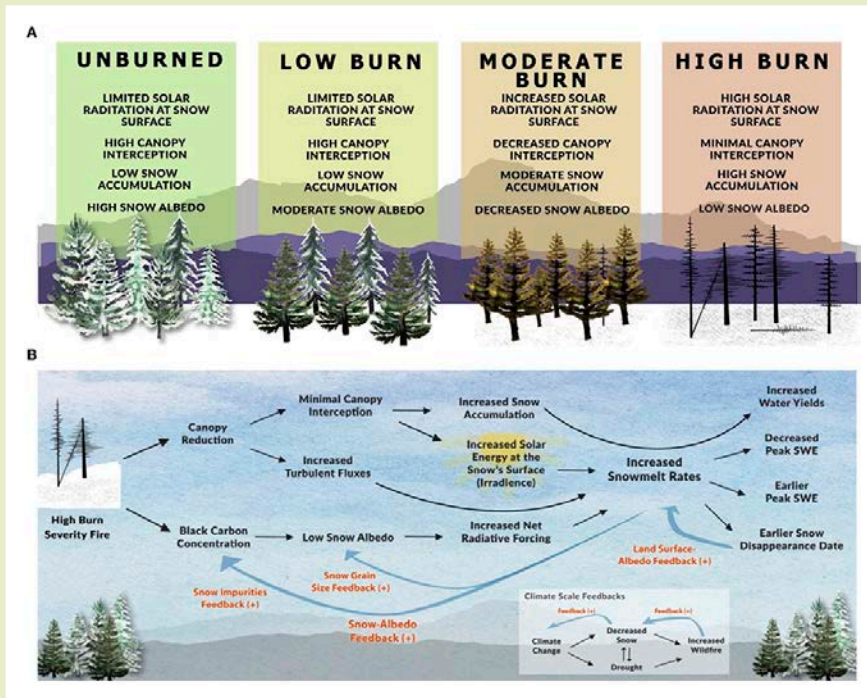 A
UNBURNED
LIMITED SOLAR
RADITATION AT SNOW
SURFACE
HIGH CANOPY
INTERCEPTION
LOW SNOW
ACCUMULATION
HIGH SNOW ALBEDO
LOW BURN
LIMITED SOLAR
RADITATION AT SNOW
SURFACE
HIGH CANOPY
INTERCEPTION
LOW SNOW
ACCUMULATION
MODERATE SNOW ALBEDO
MODERATE
BURN
INCREASED SOLAR
RADITATION AT SNOW
SURFACE
DECREASED CANOPY
INTERCEPTION
MODERATE SNOW
ACCUMULATION
DECREASED SNOW ALBEDO
HIGH BURN
HIGH SOLAR
RADITATION AT SNOW
SURFACE
MINIMAL CANOPY
INTERCEPTION
HIGH SNOW
ACCUMULATION
LOW SNOW ALBEDO
B
High Burn
Severity Fire
Canopy
Reduction
Black Carbon
Concentration
Minimal Canopy
Interception
Increased
Turbulent Fluxes
Low Snow Albedo
Increased Snow
Accumulation
Increased Solar
Energy at the
Snow's Surface
(Irradience)
Increased Net
Radiative Forcing
Increased
Snowmelt Rates
Increased
Water Yields
Decreased
Peak SWE
Earlier
Peak SWE
Earlier Snow
Disappearance Date
Land Surface-
Albedo Feedback (+)
Snow Grain
Size Feedback (+)
Snow Impurities
Feedback (+)
Snow-Albedo
Feedback (+)
Climate Scale Feedbacks
Feedback (+)
Feedback (+)
Climate
Change
Decreased
Snow
Drought
Increased
Wildfire